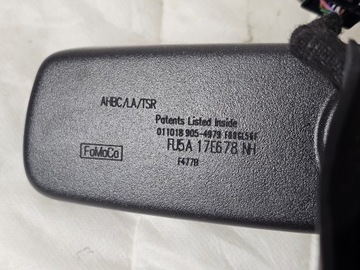 AHBC/LA/TSR
Patents Listed Inside
011018 905-4979
FoMoCo
FU5A 17E678 NH
F477B